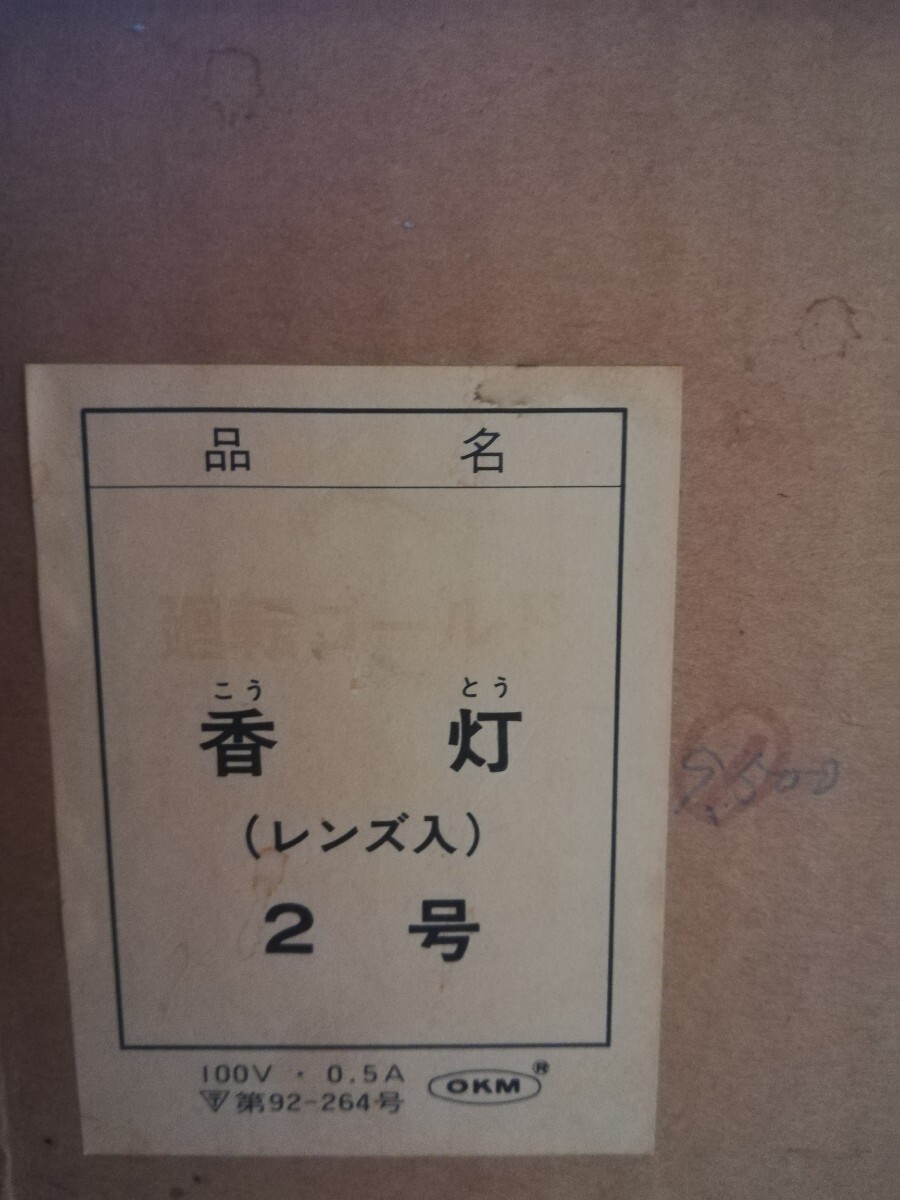 品名
こう とう
香灯
(レンズ入)
2号
100V・0.5A
〒第92-264号
OKM®